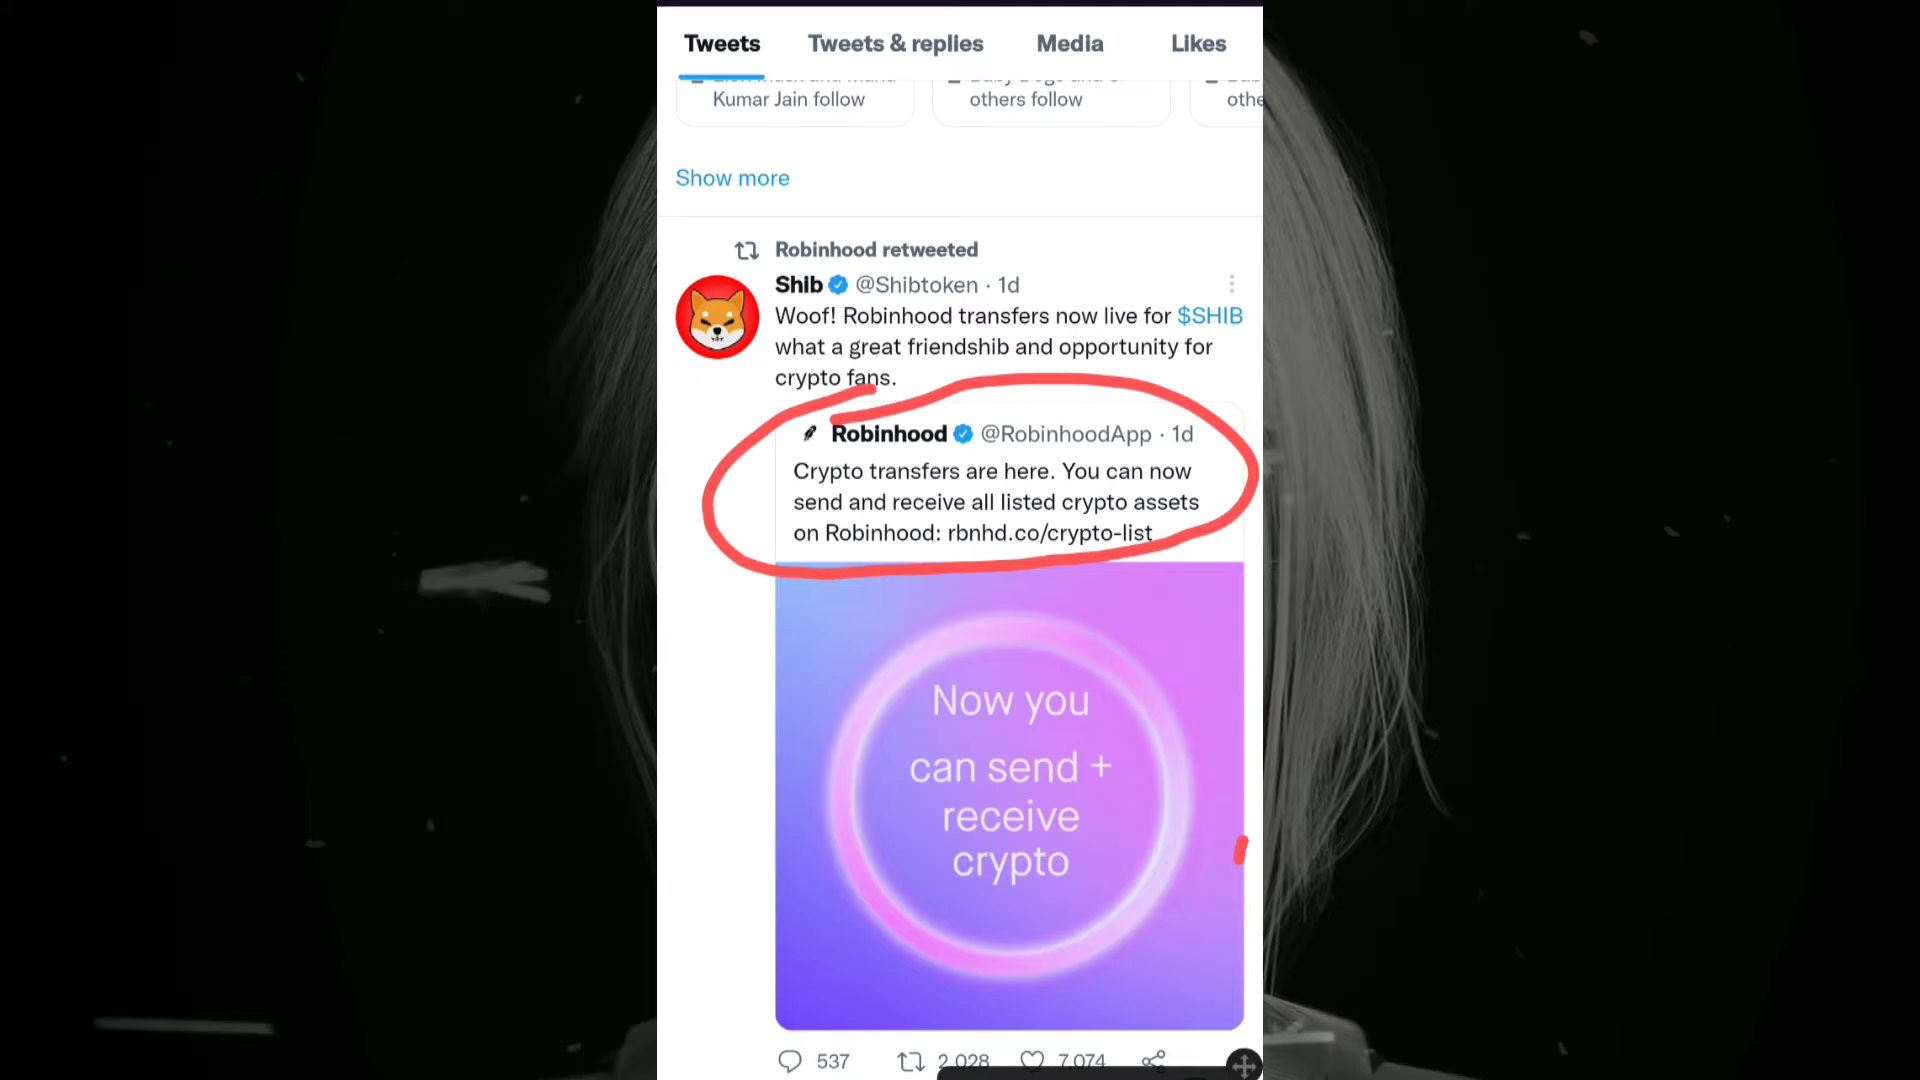 Tweets Tweets & replies Media Likes
Kumar Jain follow others follow othe
Show more
Robinhood retweeted
Shib @Shibtoken · 1d
Woof! Robinhood transfers now live for $SHIB
what a great friendshib and opportunity for
crypto fans.
Robinhood @RobinhoodApp · 1d
Crypto transfers are here. You can now
send and receive all listed crypto assets
on Robinhood: rbnhd.co/crypto-list
Now you
can send +
receive
crypto
537 2,028 7,074